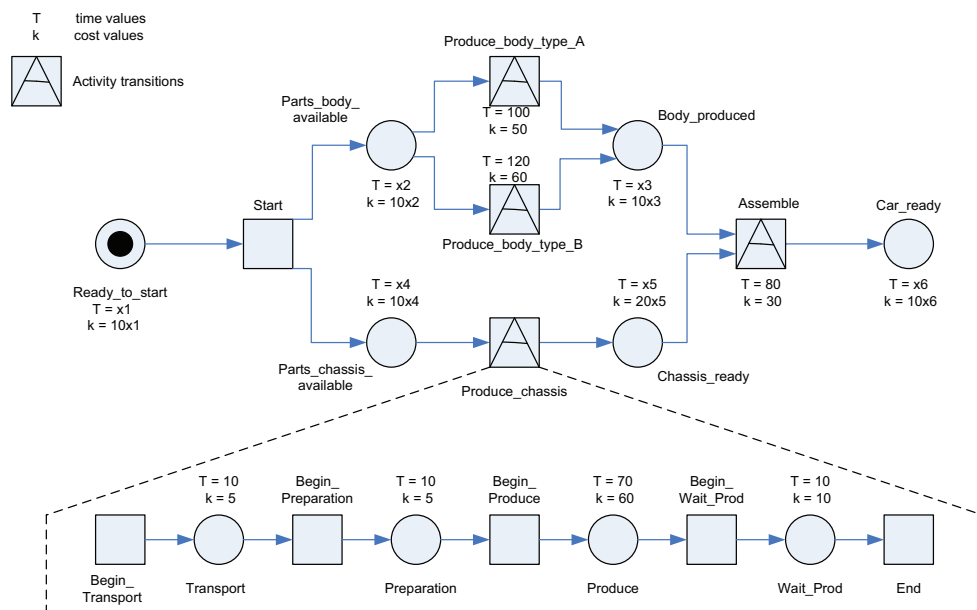 T time values
k cost values
Activity transitions
Produce_body_type_A
T = 100
k = 50
Parts_body_
available
T = x2
k = 10x2
T = 120
k = 60
Produce_body_type_B
Body_produced
T = x3
k = 10x3
Start
Ready_to_start
T = x1
k = 10x1
Assemble
T = 80
k = 30
Car_ready
T = x6
k = 10x6
T = x4
k = 10x4
Parts_chassis_
available
Produce_chassis
T = x5
k = 20x5
Chassis_ready
Begin_
Transport
T = 10
k = 5
Transport
Begin_
Preparation
T = 10
k = 5
Preparation
Begin_
Produce
T = 70
k = 60
Produce
Begin_
Wait_Prod
T = 10
k = 10
Wait_Prod
End